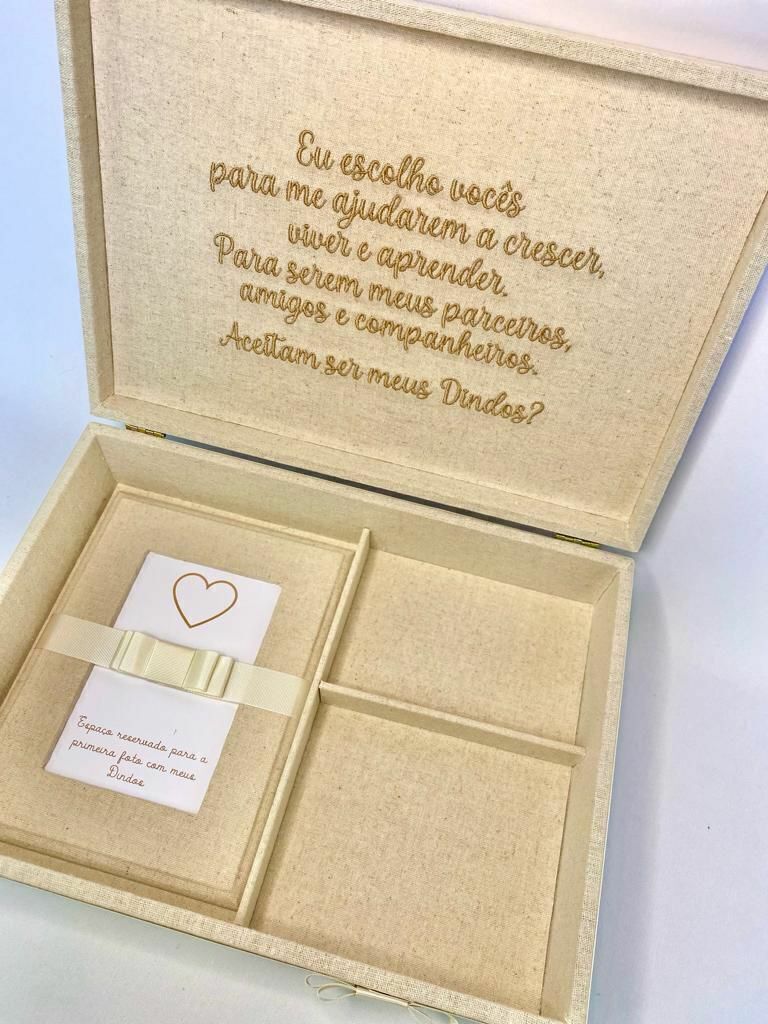 Eu escolho vocês
para me ajudarem a crescer,
viver e aprender.
Para serem meus parceiros,
amigos e companheiros.
Aceitam ser meus Dindos?
Espaço reservado para a
primeira foto com meus
Dindos